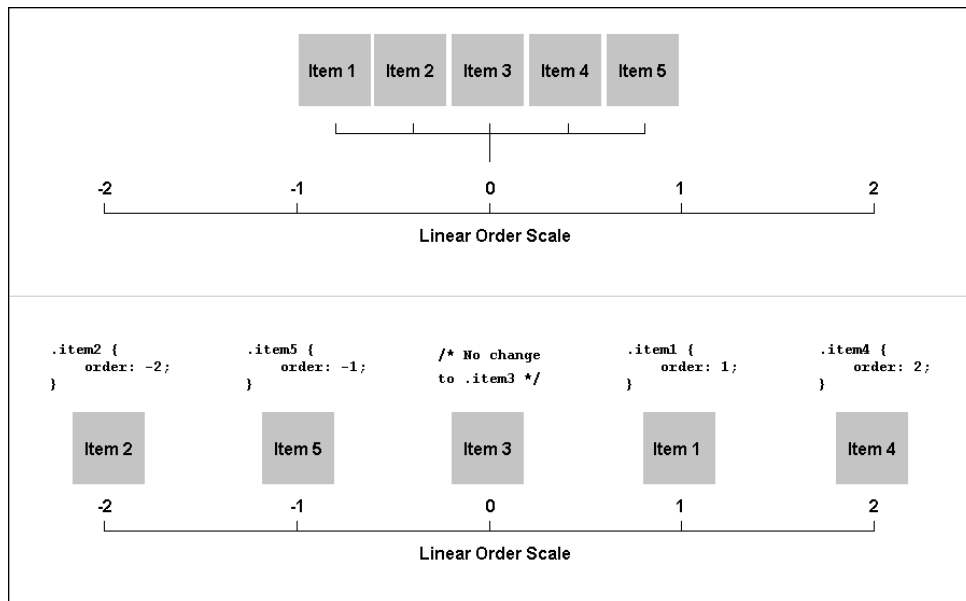 Item 1 Item 2 Item 3 Item 4 Item 5
-2 -1 0 1 2
Linear Order Scale
.item2 {
order: -2;
}
.item5 {
order: -1;
}
/* No change
to .item3 */
.item1 {
order: 1;
}
.item4 {
order: 2;
}
Item 2 Item 5 Item 3 Item 1 Item 4
-2 -1 0 1 2
Linear Order Scale